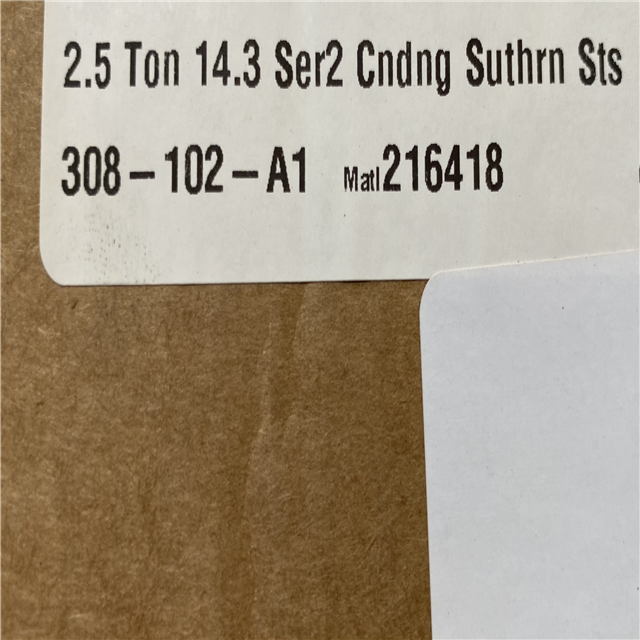 2.5 Ton 14.3 Ser2 Cndng Suthrn Sts
308-102-A1 Matl216418